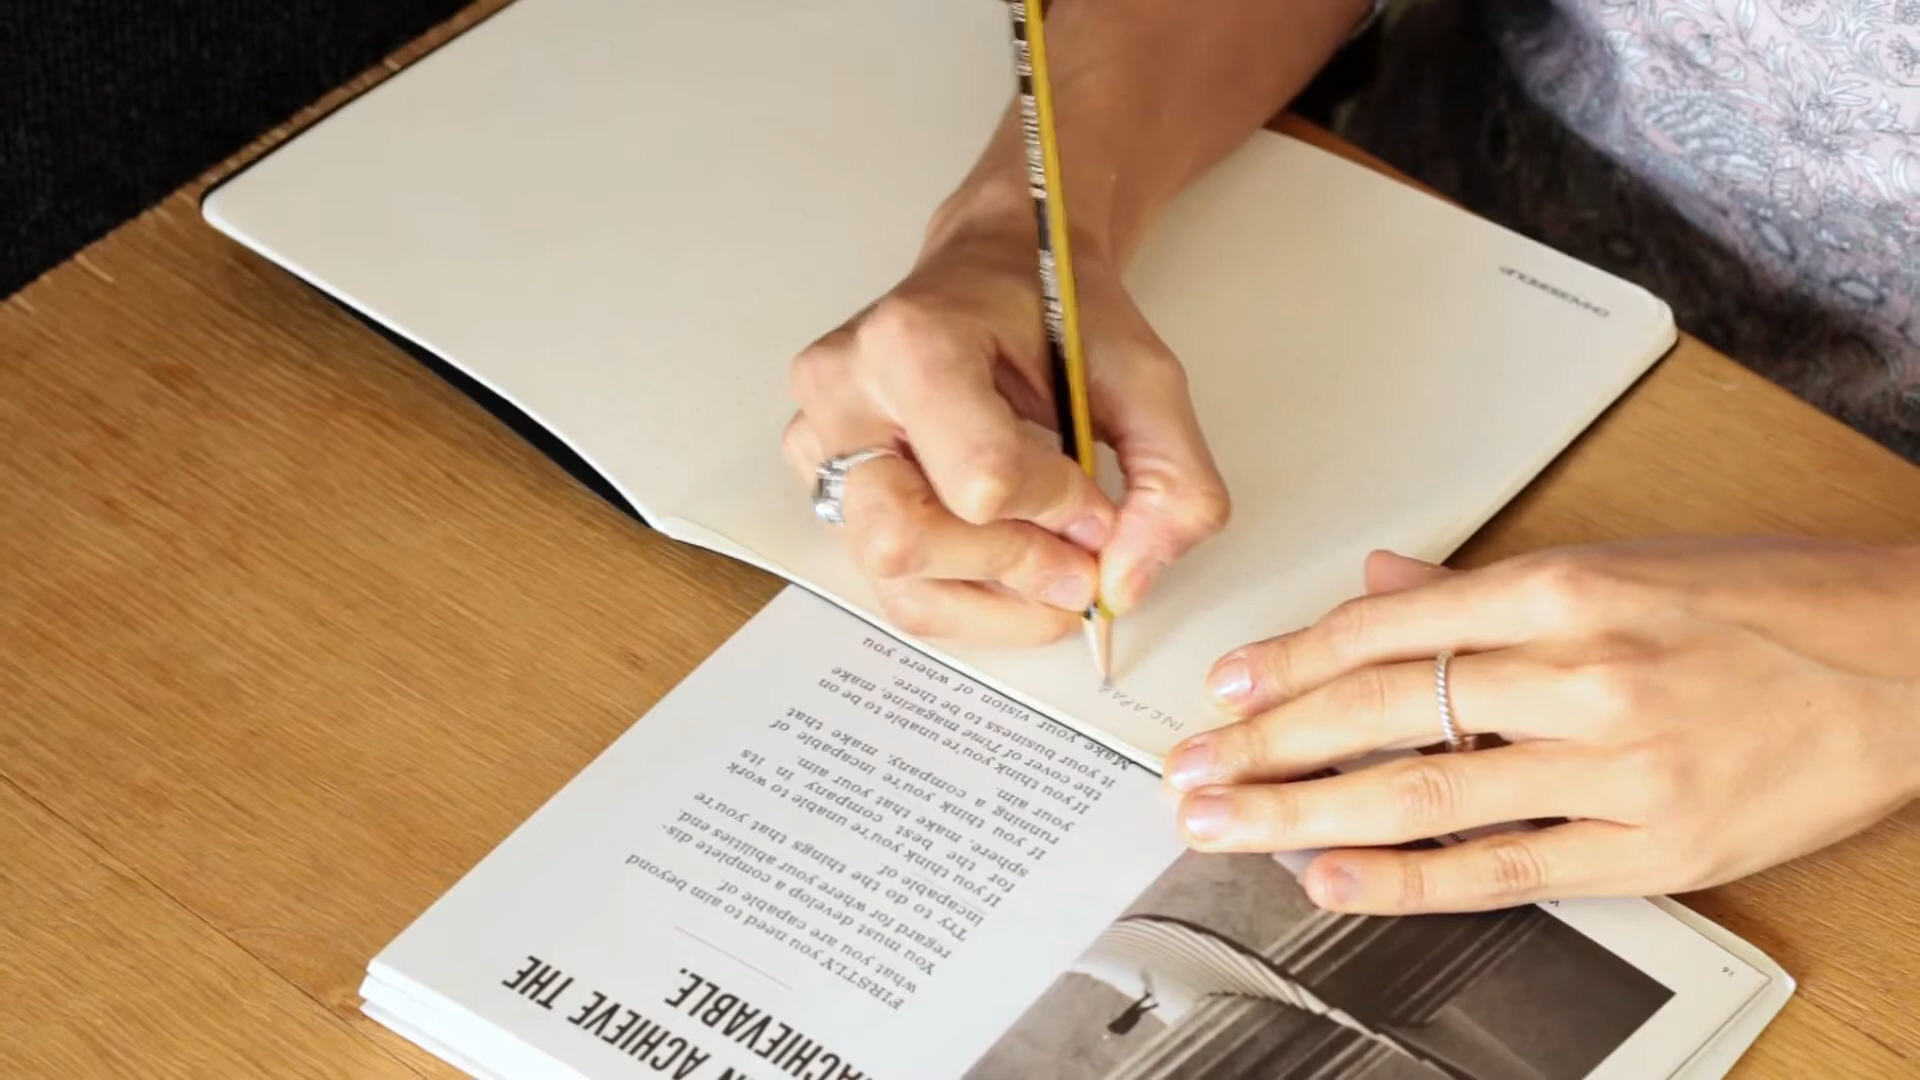 N ACHIEVE THE
ACHIEVABLE.
FIRSTLY you need to aim beyond
what you are capable of.
You must develop a complete dis-
regard for where your abilities end.
Try to do the things that you're
incapable of.
If you think you're unable to work
for the best company in its
sphere, make that your aim.
If you think you're incapable of
running a company, make that
your aim.
If you think you're unable to be on
the cover of Time magazine, make
it your business to be there.
Make your vision of where you
INCAPA
16